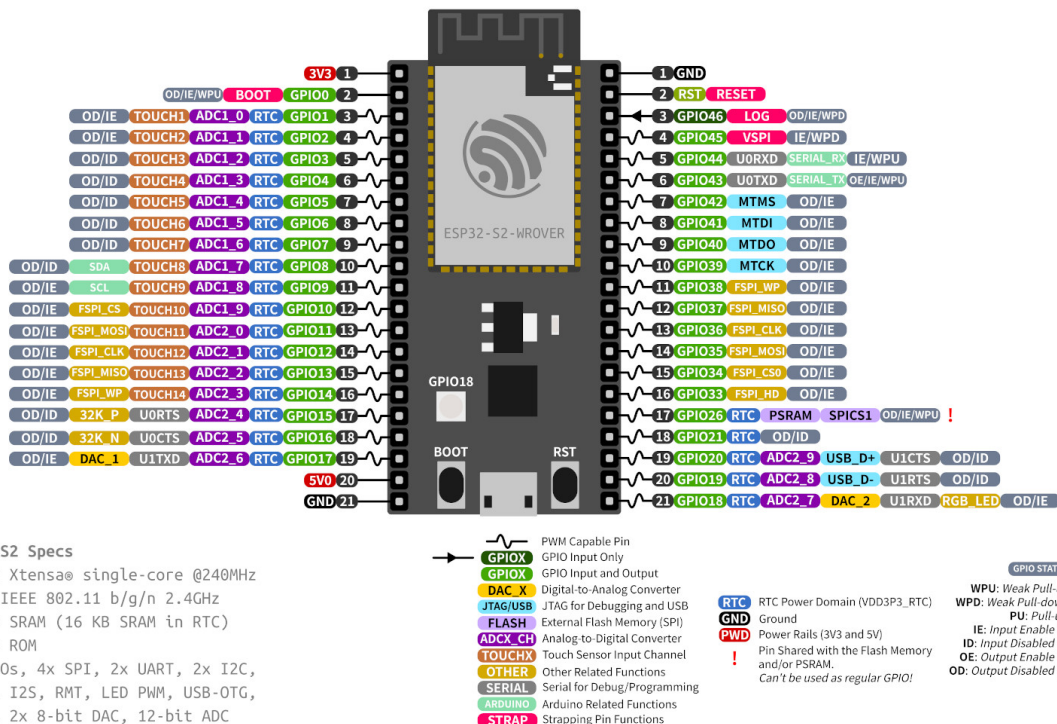 3V3 1
OD/IE/WPU BOOT GPIO0 2
OD/IE TOUCH1 ADC1_0 RTC GPIO1 3
OD/IE TOUCH2 ADC1_1 RTC GPIO2 4
OD/ID TOUCH3 ADC1_2 RTC GPIO3 5
OD/ID TOUCH4 ADC1_3 RTC GPIO4 6
OD/ID TOUCH5 ADC1_4 RTC GPIO5 7
OD/ID TOUCH6 ADC1_5 RTC GPIO6 8
OD/ID TOUCH7 ADC1_6 RTC GPIO7 9
OD/ID SDA TOUCH8 ADC1_7 RTC GPIO8 10
OD/IE SCL TOUCH9 ADC1_8 RTC GPIO9 11
OD/IE FSPI_CS TOUCH10 ADC1_9 RTC GPIO10 12
OD/IE FSPI_MOSI TOUCH11 ADC2_0 RTC GPIO11 13
OD/IE FSPI_CLK TOUCH12 ADC2_1 RTC GPIO12 14
OD/IE FSPI_MISO TOUCH13 ADC2_2 RTC GPIO13 15
OD/IE FSPI_WP TOUCH14 ADC2_3 RTC GPIO14 16
OD/ID 32K_P U0RTS ADC2_4 RTC GPIO15 17
OD/ID 32K_N U0CTS ADC2_5 RTC GPIO16 18
OD/IE DAC_1 U1TXD ADC2_6 RTC GPIO17 19
5V0 20
GND 21
ESP32-S2-WROVER
GPIO18
BOOT
RST
1 GND
2 RST RESET
3 GPIO46 LOG OD/IE/WPD
4 GPIO45 VSPI IE/WPD
5 GPIO44 U0RXD SERIAL_RX IE/WPU
6 GPIO43 U0TXD SERIAL_TX OE/IE/WPU
7 GPIO42 MTMS OD/IE
8 GPIO41 MTDI OD/IE
9 GPIO40 MTDO OD/IE
10 GPIO39 MTCK OD/IE
11 GPIO38 FSPI_WP OD/IE
12 GPIO37 FSPI_MISO OD/IE
13 GPIO36 FSPI_CLK OD/IE
14 GPIO35 FSPI_MOSI OD/IE
15 GPIO34 FSPI_CS0 OD/IE
16 GPIO33 FSPI_HD OD/IE
17 GPIO26 RTC PSRAM SPICS1 OD/IE/WPU !
18 GPIO21 RTC OD/ID
19 GPIO20 RTC ADC2_9 USB_D+ U1CTS OD/ID
20 GPIO19 RTC ADC2_8 USB_D- U1RTS OD/ID
21 GPIO18 RTC ADC2_7 DAC_2 U1RXD RGB_LED OD/IE
S2 Specs
Xtensa® single-core @240MHz
IEEE 802.11 b/g/n 2.4GHz
SRAM (16 KB SRAM in RTC)
ROM
Os, 4x SPI, 2x UART, 2x I2C,
I2S, RMT, LED PWM, USB-OTG,
2x 8-bit DAC, 12-bit ADC
PWM Capable Pin
GPIOX GPIO Input Only
GPIOX GPIO Input and Output
DAC_X Digital-to-Analog Converter
JTAG/USB JTAG for Debugging and USB
FLASH External Flash Memory (SPI)
ADCX_CH Analog-to-Digital Converter
TOUCHX Touch Sensor Input Channel
OTHER Other Related Functions
SERIAL Serial for Debug/Programming
ARDUINO Arduino Related Functions
STRAP Strapping Pin Functions
RTC RTC Power Domain (VDD3P3_RTC)
GND Ground
PWD Power Rails (3V3 and 5V)
! Pin Shared with the Flash Memory
and/or PSRAM.
Can't be used as regular GPIO!
GPIO STAT
WPU: Weak Pull-
WPD: Weak Pull-dow
PU: Pull-u
IE: Input Enable
ID: Input Disabled
OE: Output Enable
OD: Output Disabled